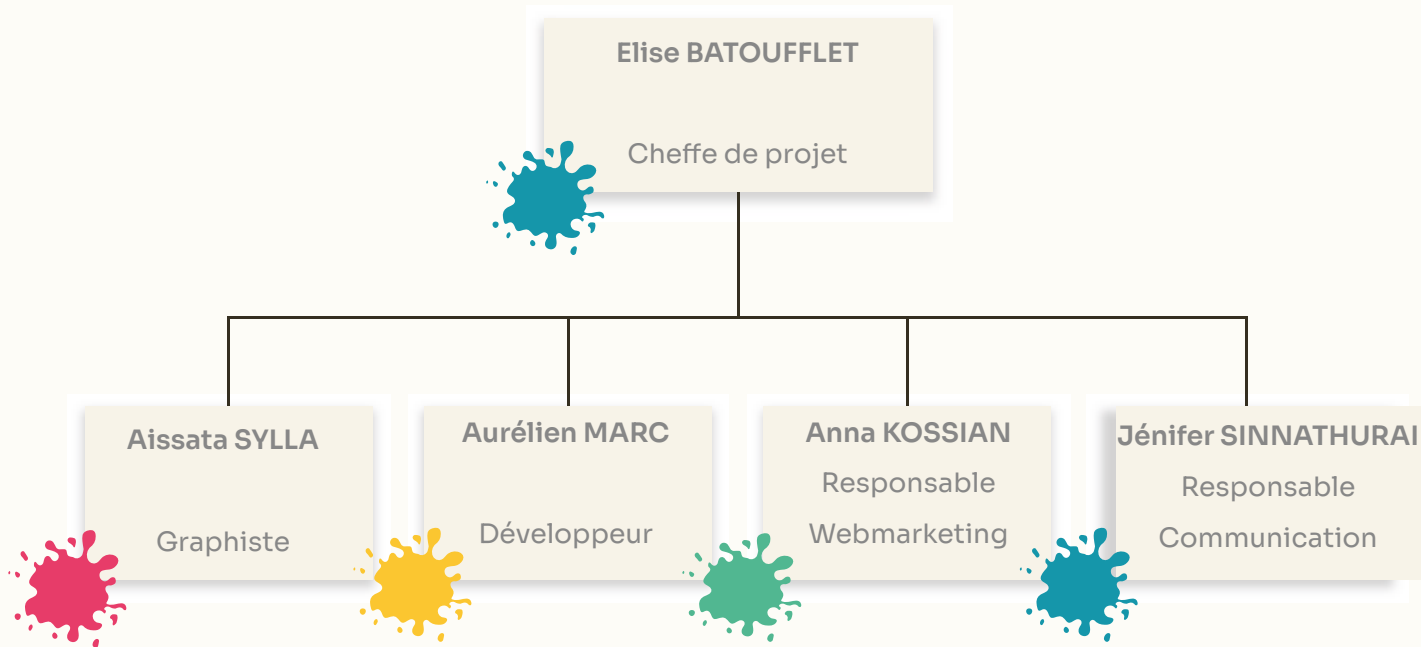 Elise BATOUFFLET
Cheffe de projet
Aissata SYLLA
Graphiste
Aurélien MARC
Développeur
Anna KOSSIAN
Responsable
Webmarketing
Jénifer SINNATHURAI
Responsable
Communication